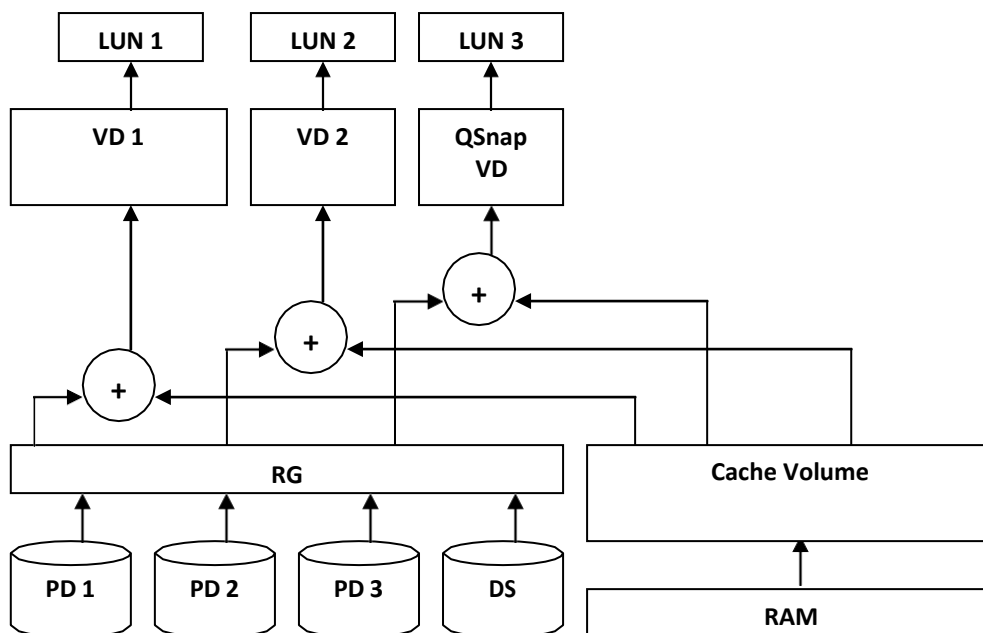 LUN 1
LUN 2
LUN 3
VD 1
VD 2
QSnap
VD
+
+
+
RG
Cache Volume
PD 1
PD 2
PD 3
DS
RAM